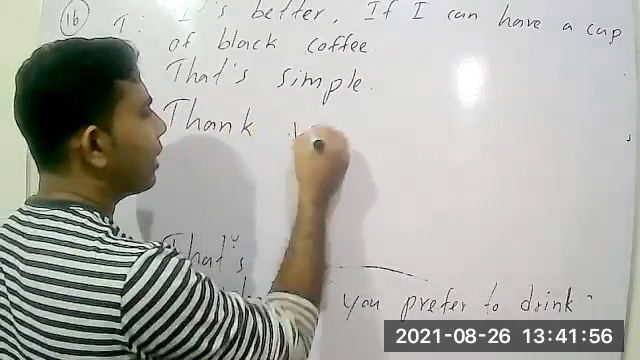 16 T: It's better, If I can have a cup
of black coffee.
That's simple.
Thank
That's
you prefer to drink
2021-08-26 13:41:56